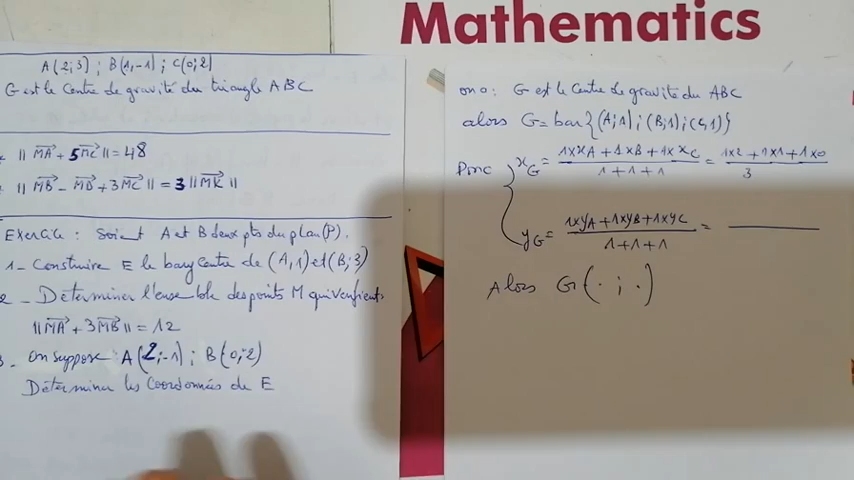 Mathematics
A(2;3) ; B(1,-1) ; C(0;2)
G est le Centre de gravité du triangle ABC
|| MA + 5MC || = 48
|| MB - MD + 3MC || = 3 || MK ||
Exercice : Soient A et B deux pts du plan (P).
1 - Construire E le barycentre de (A,1) et (B;3)
2 - Déterminer l'ensemble des points M qui vérifient
|| MA + 3MB || = 12
3 - on suppose : A(2;-1) ; B(0;2)
Déterminer les Coordonnées de E
on a : G est le Centre de gravité du ABC
alors G = bar{(A;1) ; (B;1) ; (C,1)}
Donc xG = 1×xA + 1×B + 1×xC / 1+1+1 = 1×2 + 1×1 + 1×0 / 3
yG = 1×yA + 1×yB + 1×yC / 1+1+1 =
Alors G( . ; . )